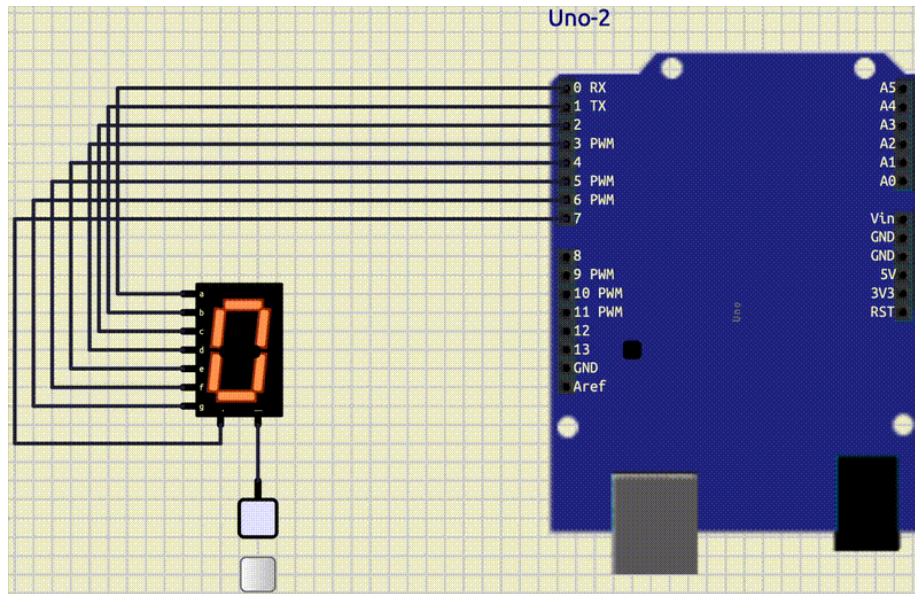 Uno-2
0 RX
1 TX
2
3 PWM
4
5 PWM
6 PWM
7
8
9 PWM
10 PWM
11 PWM
12
13
GND
Aref
A5
A4
A3
A2
A1
A0
Vin
GND
GND
5V
3V3
RST
Uno
a
b
c
d
e
f
g
0